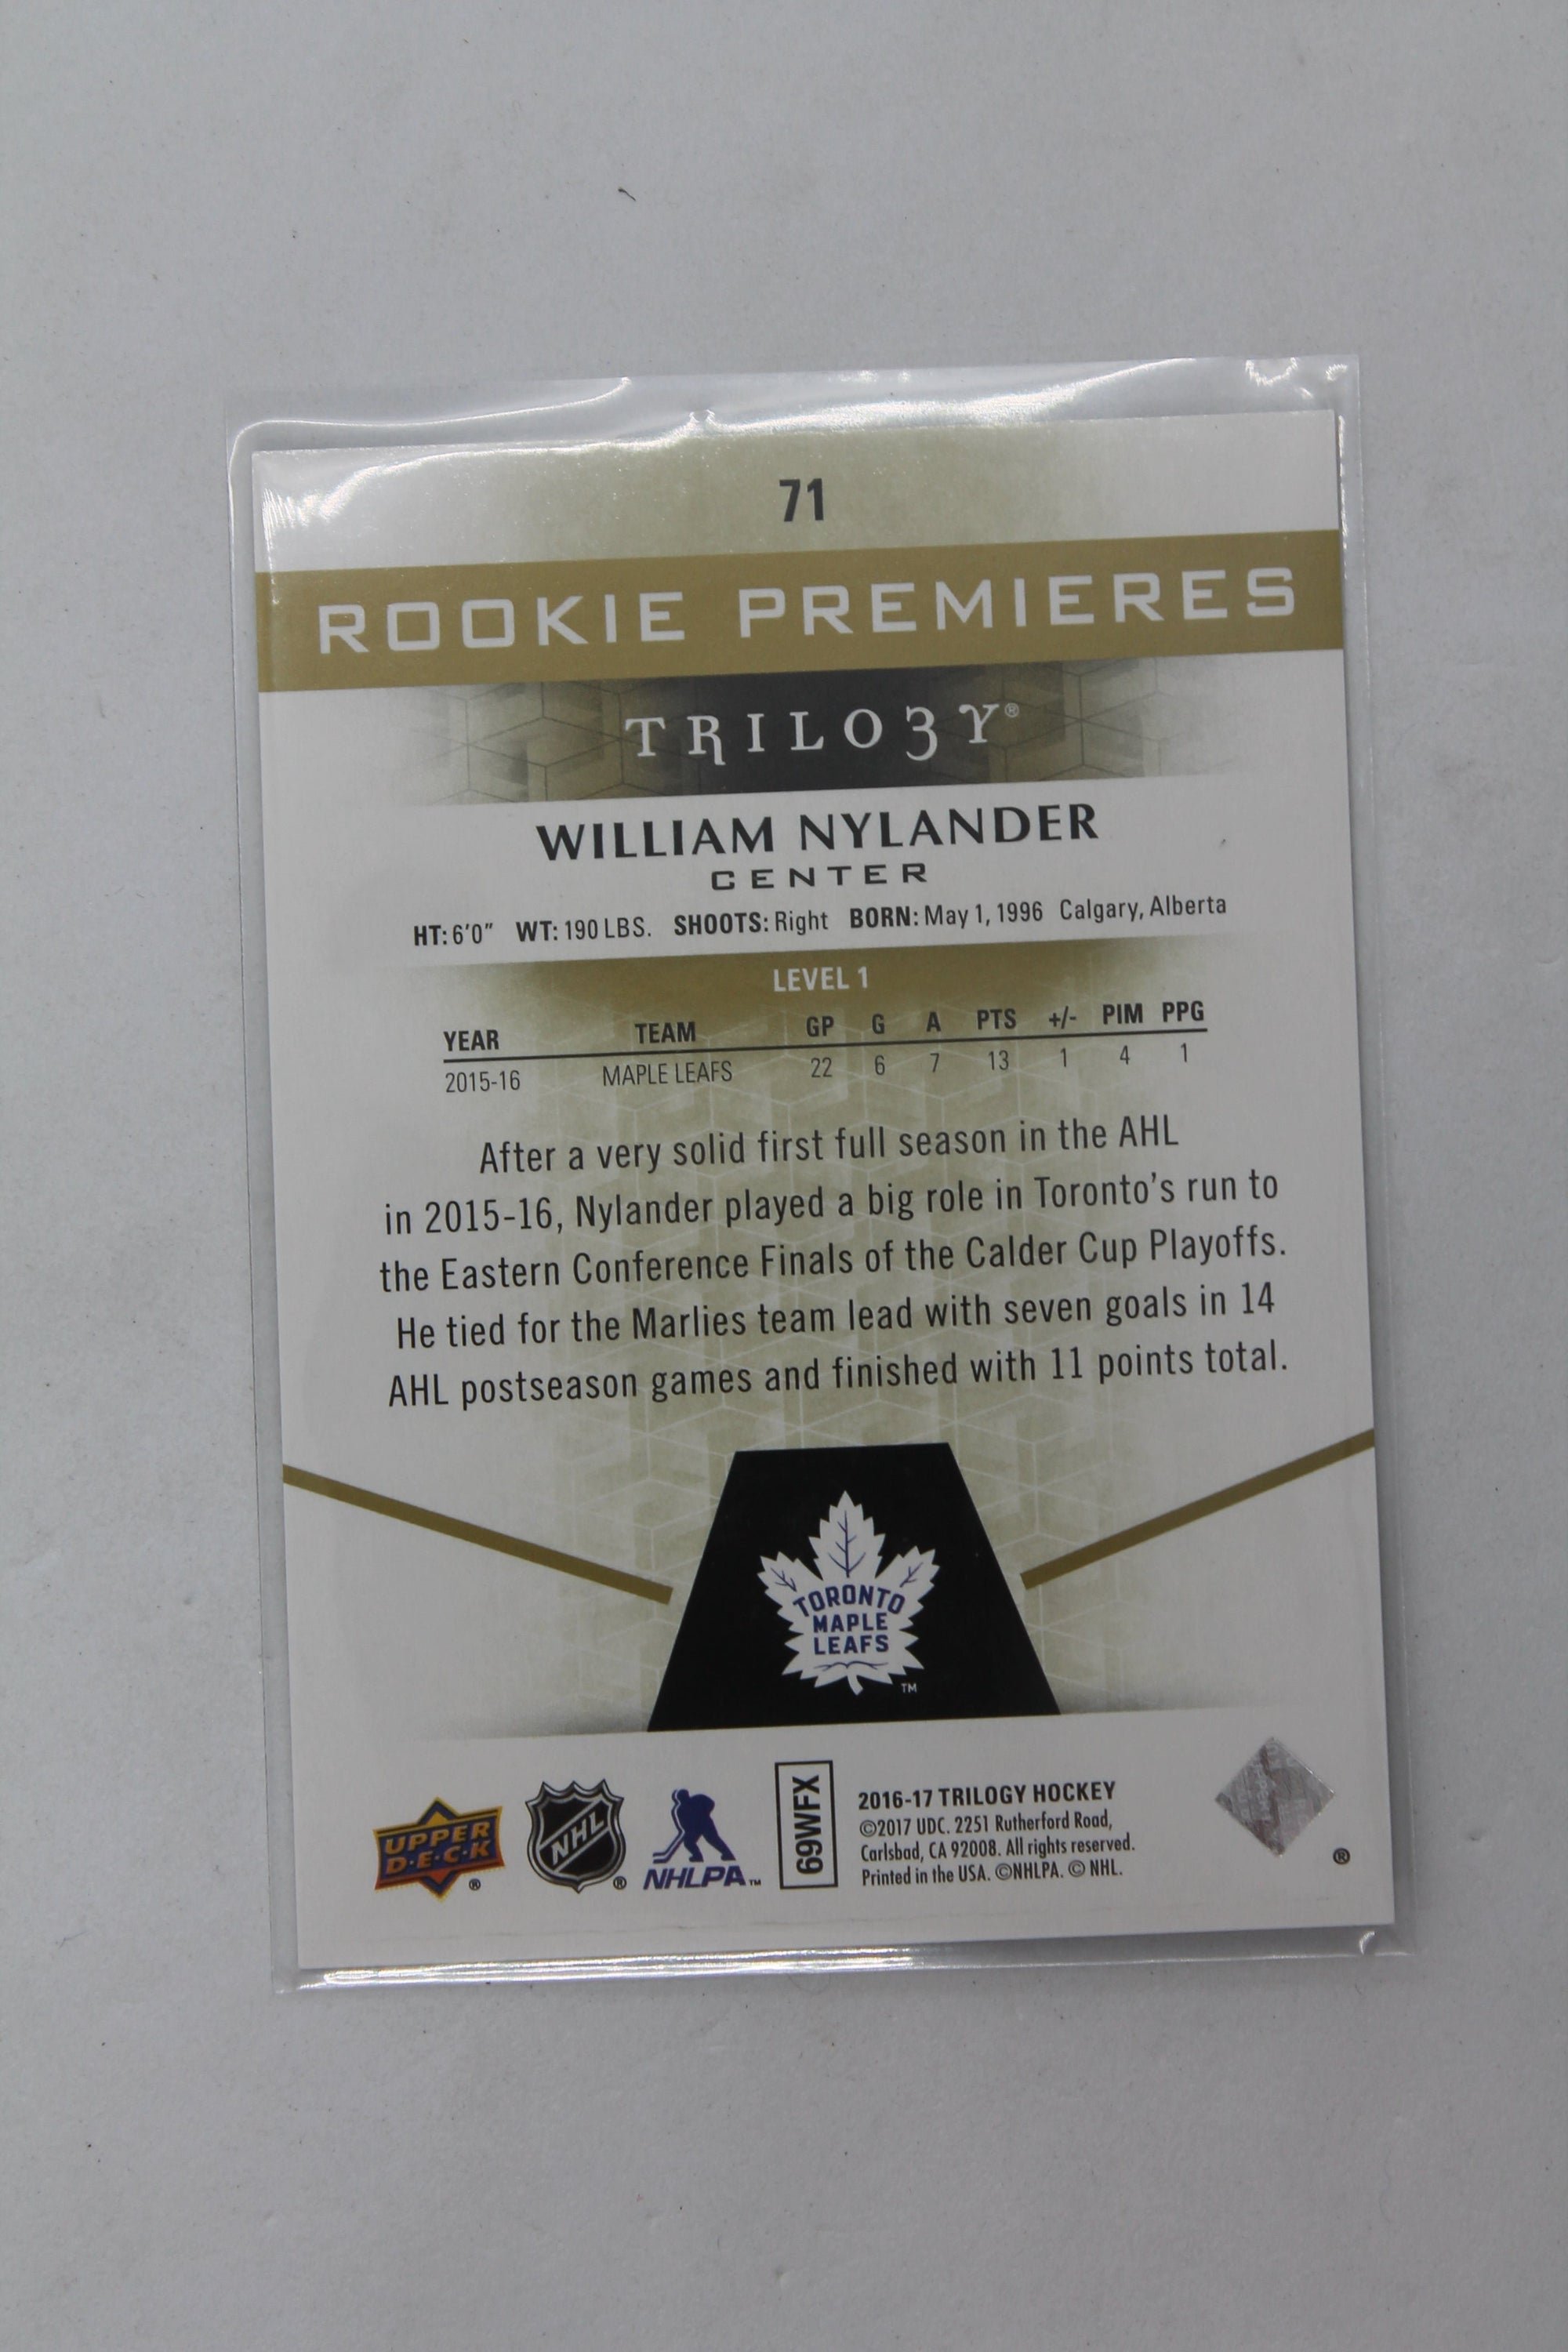 71
ROOKIE PREMIERES
TRILO3Y®
WILLIAM NYLANDER
CENTER
HT: 6'0" WT: 190 LBS. SHOOTS: Right BORN: May 1, 1996 Calgary, Alberta
LEVEL 1
YEAR TEAM GP G A PTS +/- PIM PPG
2015-16 MAPLE LEAFS 22 6 7 13 1 4 1
After a very solid first full season in the AHL
in 2015-16, Nylander played a big role in Toronto's run to
the Eastern Conference Finals of the Calder Cup Playoffs.
He tied for the Marlies team lead with seven goals in 14
AHL postseason games and finished with 11 points total.
TORONTO
MAPLE
LEAFS
TM
UPPER
D·E·C·K
®
NHL
®
NHLPA™
69WFX
2016-17 TRILOGY HOCKEY
©2017 UDC. 2251 Rutherford Road,
Carlsbad, CA 92008. All rights reserved.
Printed in the USA. ©NHLPA. © NHL.
®